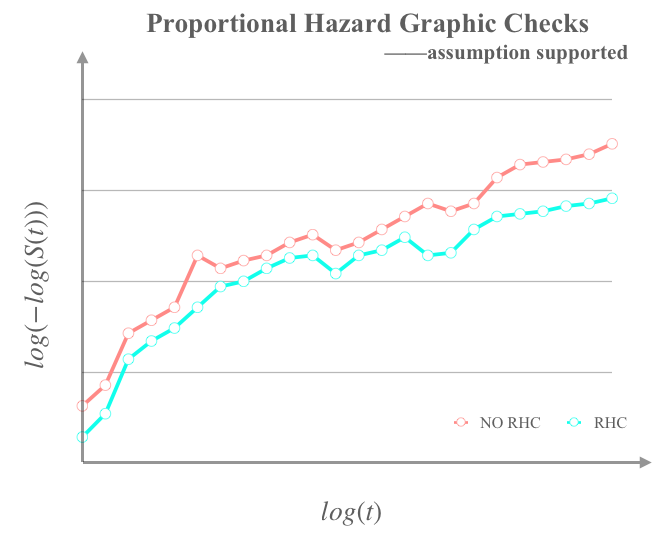 Proportional Hazard Graphic Checks
——assumption supported
log(−log(S(t)))
NO RHC
RHC
log(t)